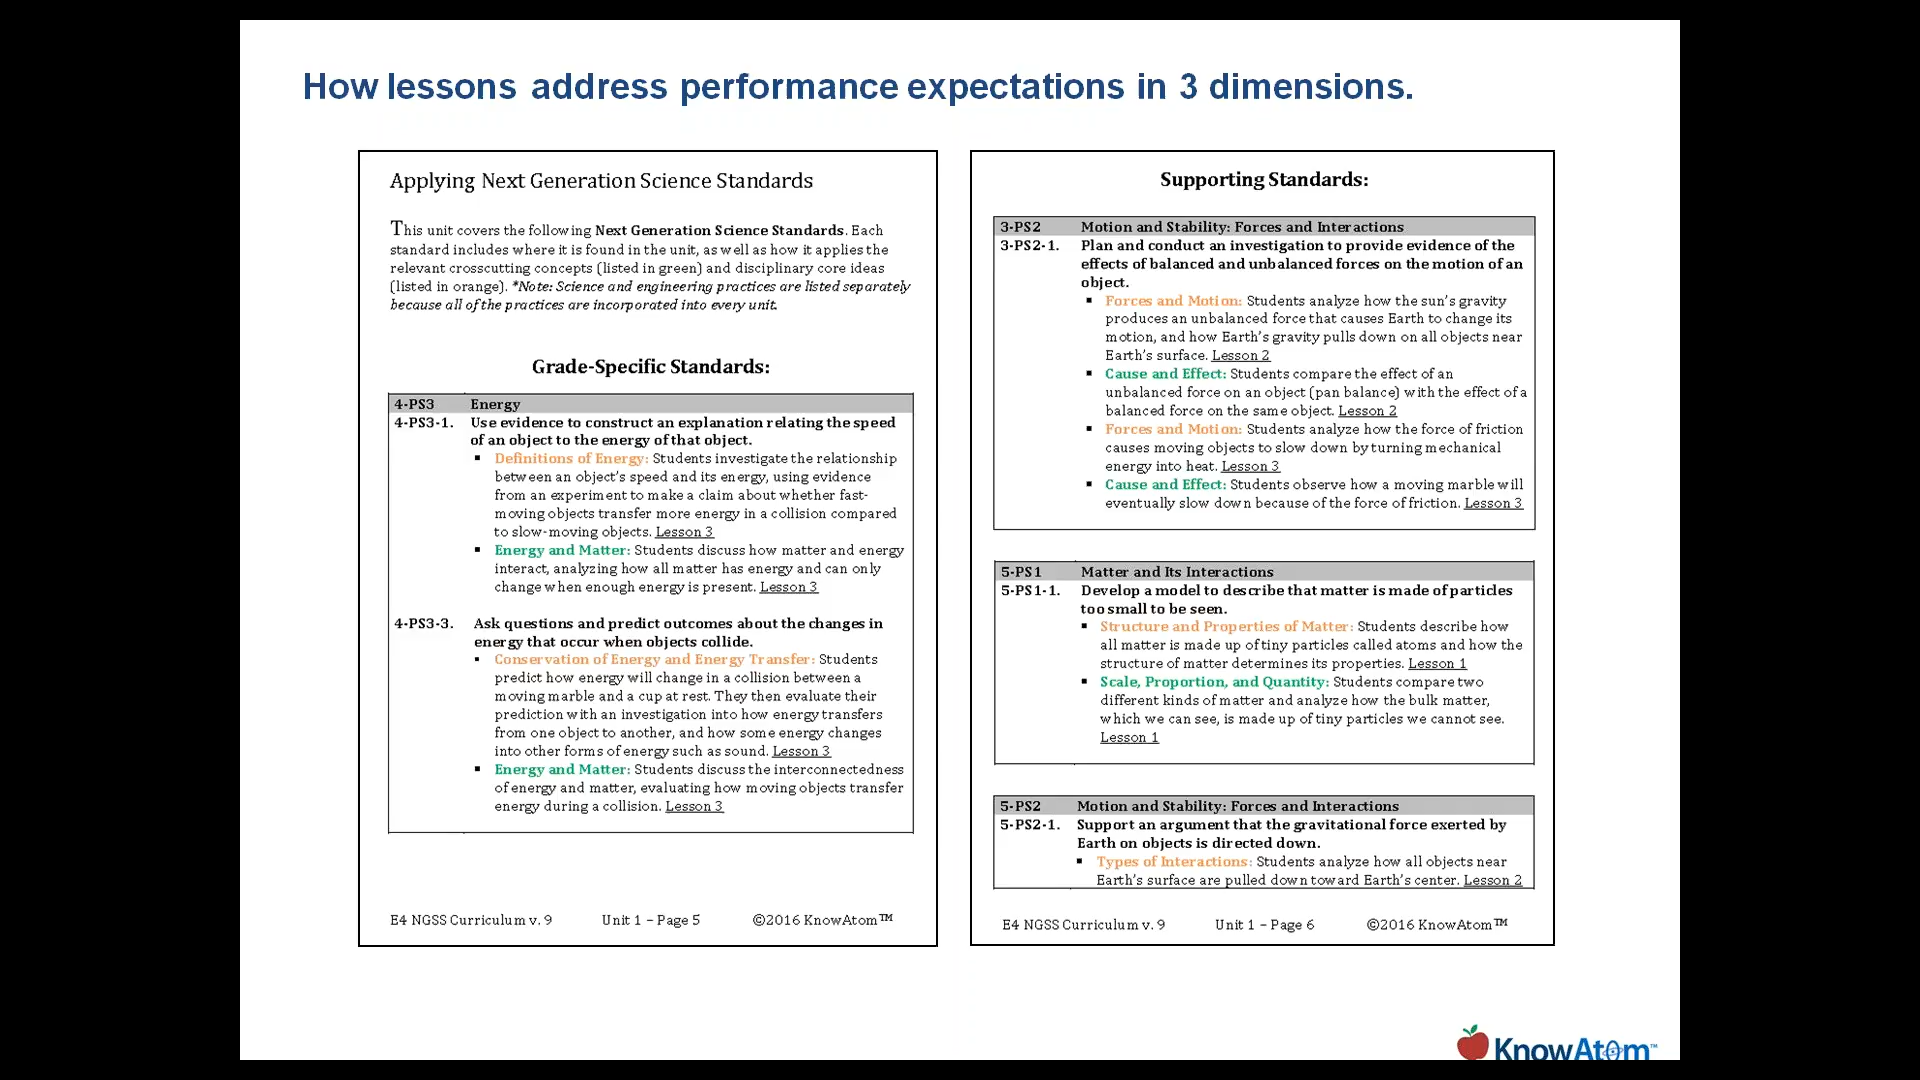 How lessons address performance expectations in 3 dimensions.
Applying Next Generation Science Standards
This unit covers the following Next Generation Science Standards. Each
standard includes where it is found in the unit, as well as how it applies the
relevant crosscutting concepts (listed in green) and disciplinary core ideas
(listed in orange). *Note: Science and engineering practices are listed separately
because all of the practices are incorporated into every unit.
Grade-Specific Standards:
4-PS3 Energy
4-PS3-1. Use evidence to construct an explanation relating the speed
of an object to the energy of that object.
▪ Definitions of Energy: Students investigate the relationship
between an object's speed and its energy, using evidence
from an experiment to make a claim about whether fast-
moving objects transfer more energy in a collision compared
to slow-moving objects. Lesson 3
▪ Energy and Matter: Students discuss how matter and energy
interact, analyzing how all matter has energy and can only
change when enough energy is present. Lesson 3
4-PS3-3. Ask questions and predict outcomes about the changes in
energy that occur when objects collide.
▪ Conservation of Energy and Energy Transfer: Students
predict how energy will change in a collision between a
moving marble and a cup at rest. They then evaluate their
prediction with an investigation into how energy transfers
from one object to another, and how some energy changes
into other forms of energy such as sound. Lesson 3
▪ Energy and Matter: Students discuss the interconnectedness
of energy and matter, evaluating how moving objects transfer
energy during a collision. Lesson 3
E4 NGSS Curriculum v. 9 Unit 1 – Page 5 ©2016 KnowAtom™
Supporting Standards:
3-PS2 Motion and Stability: Forces and Interactions
3-PS2-1. Plan and conduct an investigation to provide evidence of the
effects of balanced and unbalanced forces on the motion of an
object.
▪ Forces and Motion: Students analyze how the sun's gravity
produces an unbalanced force that causes Earth to change its
motion, and how Earth's gravity pulls down on all objects near
Earth's surface. Lesson 2
▪ Cause and Effect: Students compare the effect of an
unbalanced force on an object (pan balance) with the effect of a
balanced force on the same object. Lesson 2
▪ Forces and Motion: Students analyze how the force of friction
causes moving objects to slow down by turning mechanical
energy into heat. Lesson 3
▪ Cause and Effect: Students observe how a moving marble will
eventually slow down because of the force of friction. Lesson 3
5-PS1 Matter and Its Interactions
5-PS1-1. Develop a model to describe that matter is made of particles
too small to be seen.
▪ Structure and Properties of Matter: Students describe how
all matter is made up of tiny particles called atoms and how the
structure of matter determines its properties. Lesson 1
▪ Scale, Proportion, and Quantity: Students compare two
different kinds of matter and analyze how the bulk matter,
which we can see, is made up of tiny particles we cannot see.
Lesson 1
5-PS2 Motion and Stability: Forces and Interactions
5-PS2-1. Support an argument that the gravitational force exerted by
Earth on objects is directed down.
▪ Types of Interactions: Students analyze how all objects near
Earth's surface are pulled down toward Earth's center. Lesson 2
E4 NGSS Curriculum v. 9 Unit 1 – Page 6 ©2016 KnowAtom™
KnowAtom™